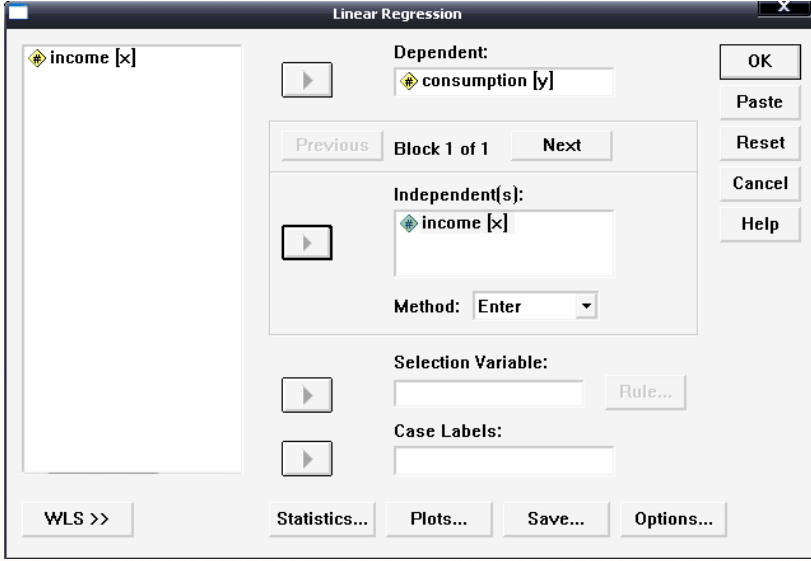 Linear Regression
X
# income [x]
Dependent:
# consumption [y]
OK
Paste
Previous
Block 1 of 1
Next
Reset
Cancel
Independent(s):
# income [x]
Help
Method:
Enter
Selection Variable:
Rule...
Case Labels:
WLS >>
Statistics...
Plots...
Save...
Options...